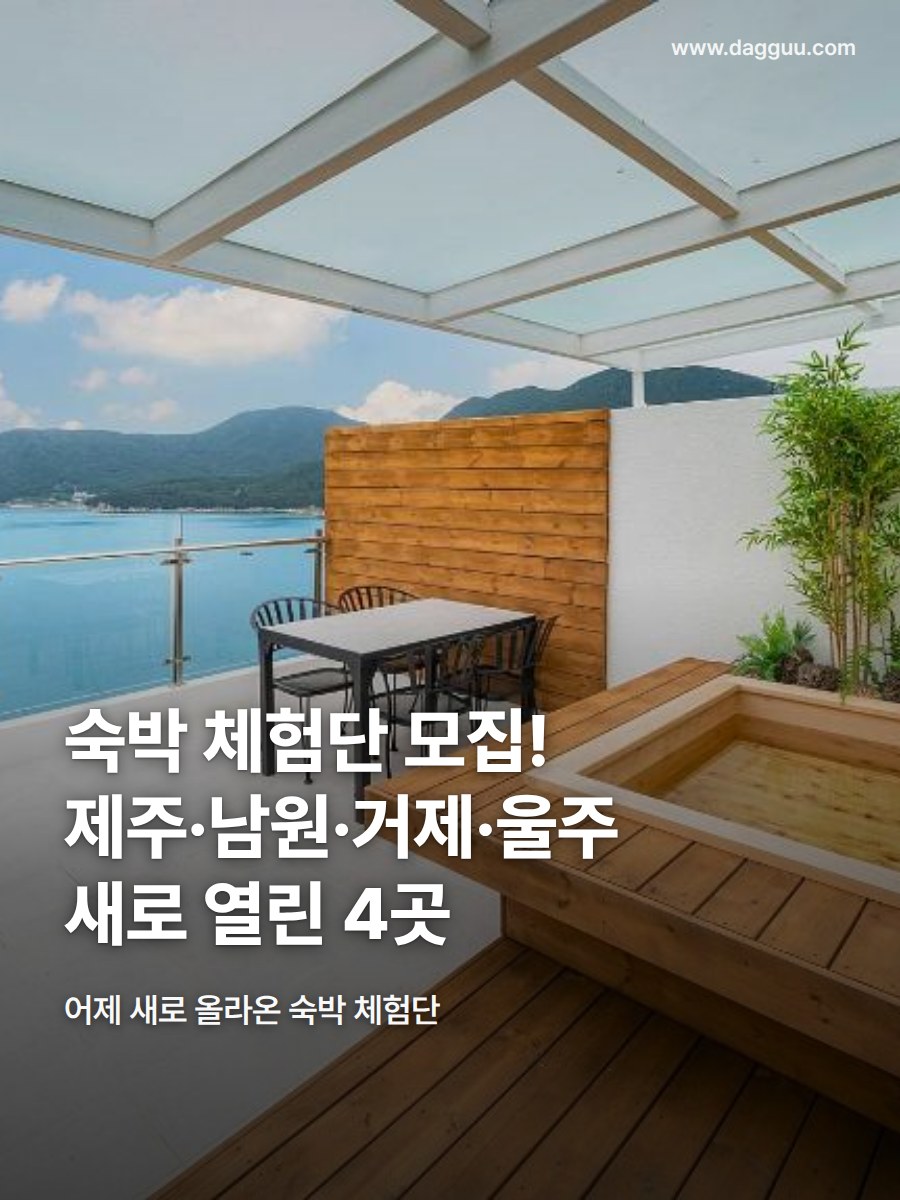 www.dagguu.com
숙박 체험단 모집!
제주·남원·거제·울주
새로 열린 4곳
어제 새로 올라온 숙박 체험단